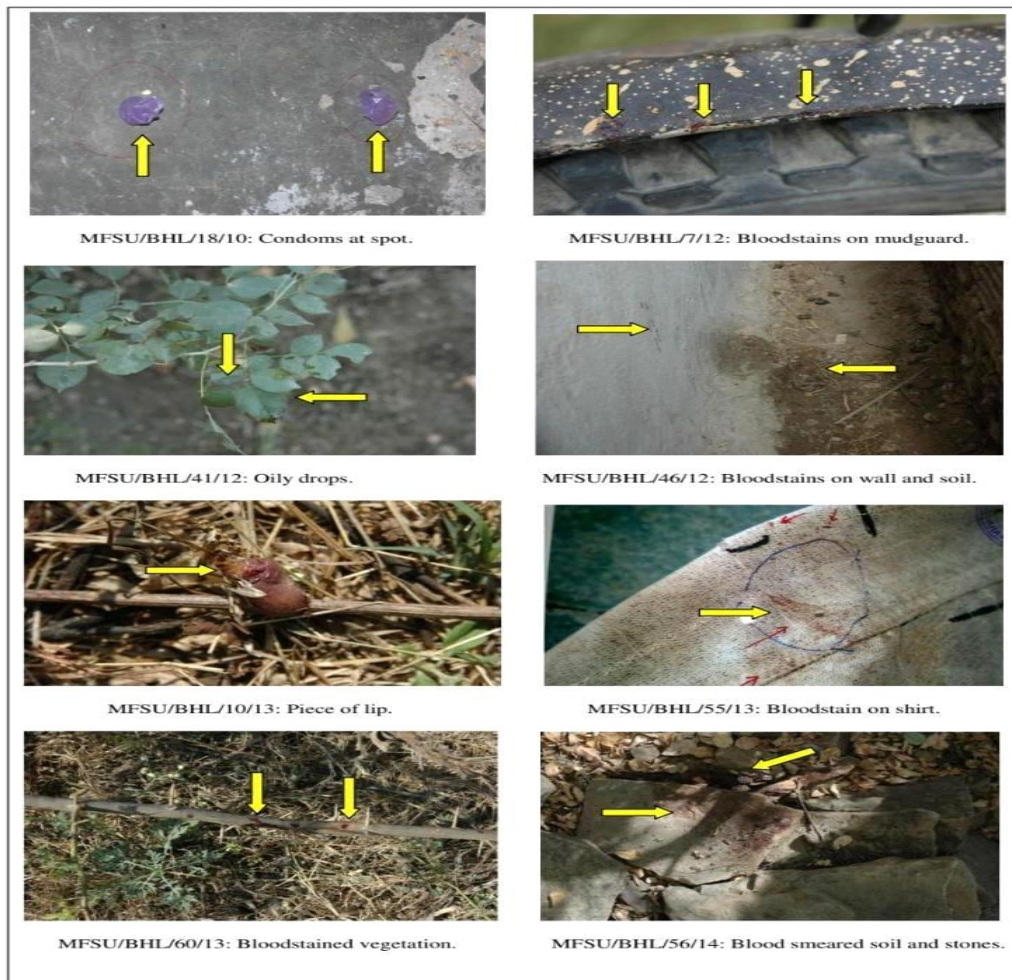 MFSU/BHL/18/10: Condoms at spot.
MFSU/BHL/7/12: Bloodstains on mudguard.
MFSU/BHL/41/12: Oily drops.
MFSU/BHL/46/12: Bloodstains on wall and soil.
MFSU/BHL/10/13: Piece of lip.
MFSU/BHL/55/13: Bloodstain on shirt.
MFSU/BHL/60/13: Bloodstained vegetation.
MFSU/BHL/56/14: Blood smeared soil and stones.